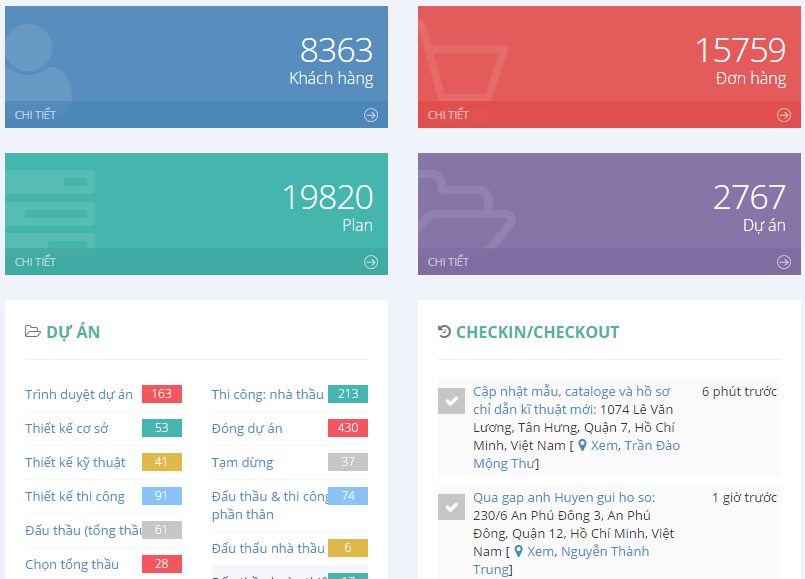 8363
Khách hàng
CHI TIẾT
15759
Đơn hàng
CHI TIẾT
19820
Plan
CHI TIẾT
2767
Dự án
CHI TIẾT
DỰ ÁN
Trình duyệt dự án 163
Thiết kế cơ sở 53
Thiết kế kỹ thuật 41
Thiết kế thi công 91
Đấu thầu (tổng thầu 61
Chọn tổng thầu 28
Thi công: nhà thầu 213
Đóng dự án 430
Tạm dừng 37
Đấu thầu & thi công 74
phần thân
Đấu thấu nhà thầu 6
17
CHECKIN/CHECKOUT
Cập nhật mẫu, cataloge và hồ sơ 6 phút trước
chỉ dẫn kĩ thuật mới: 1074 Lê Văn
Lương, Tân Hưng, Quận 7, Hồ Chí
Minh, Việt Nam [ Xem, Trần Đào
Mộng Thư]
Qua gap anh Huyen gui ho so: 1 giờ trước
230/6 An Phú Đông 3, An Phú
Đông, Quận 12, Hồ Chí Minh, Việt
Nam [ Xem, Nguyễn Thành
Trung]